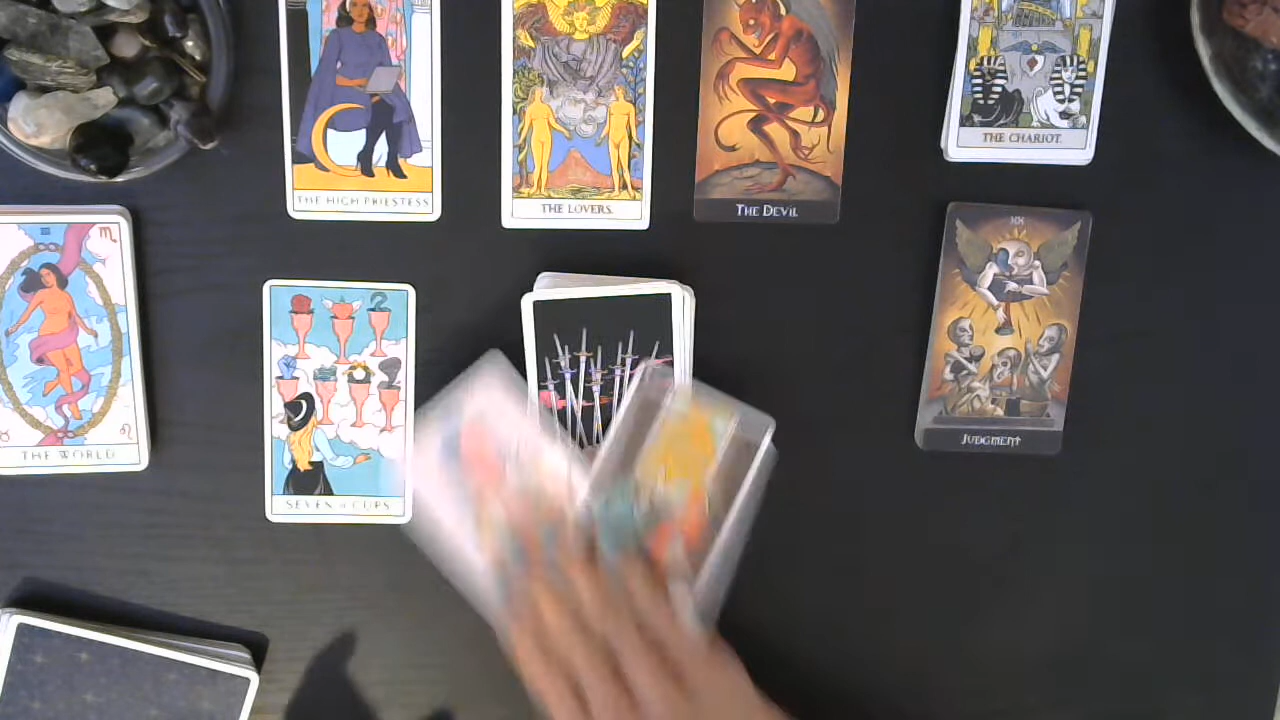 THE HIGH PRIESTESS
THE LOVERS.
THE DEVIL
THE CHARIOT.
XX
JUDGMENT
THE WORLD
SEVEN of CUPS